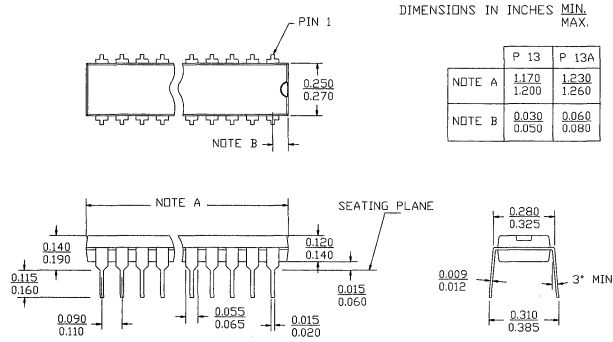 DIMENSIONS IN INCHES MIN.
MAX.
PIN 1
P 13 P 13A
NOTE A 1.170 1.230
1.200 1.260
NOTE B 0.030 0.060
0.050 0.080
0.250
0.270
NOTE B
NOTE A
SEATING PLANE
0.280
0.325
0.140
0.190
0.120
0.140
0.115
0.160
0.015
0.060
0.009
0.012
3° MIN
0.090
0.110
0.055
0.065
0.015
0.020
0.310
0.385